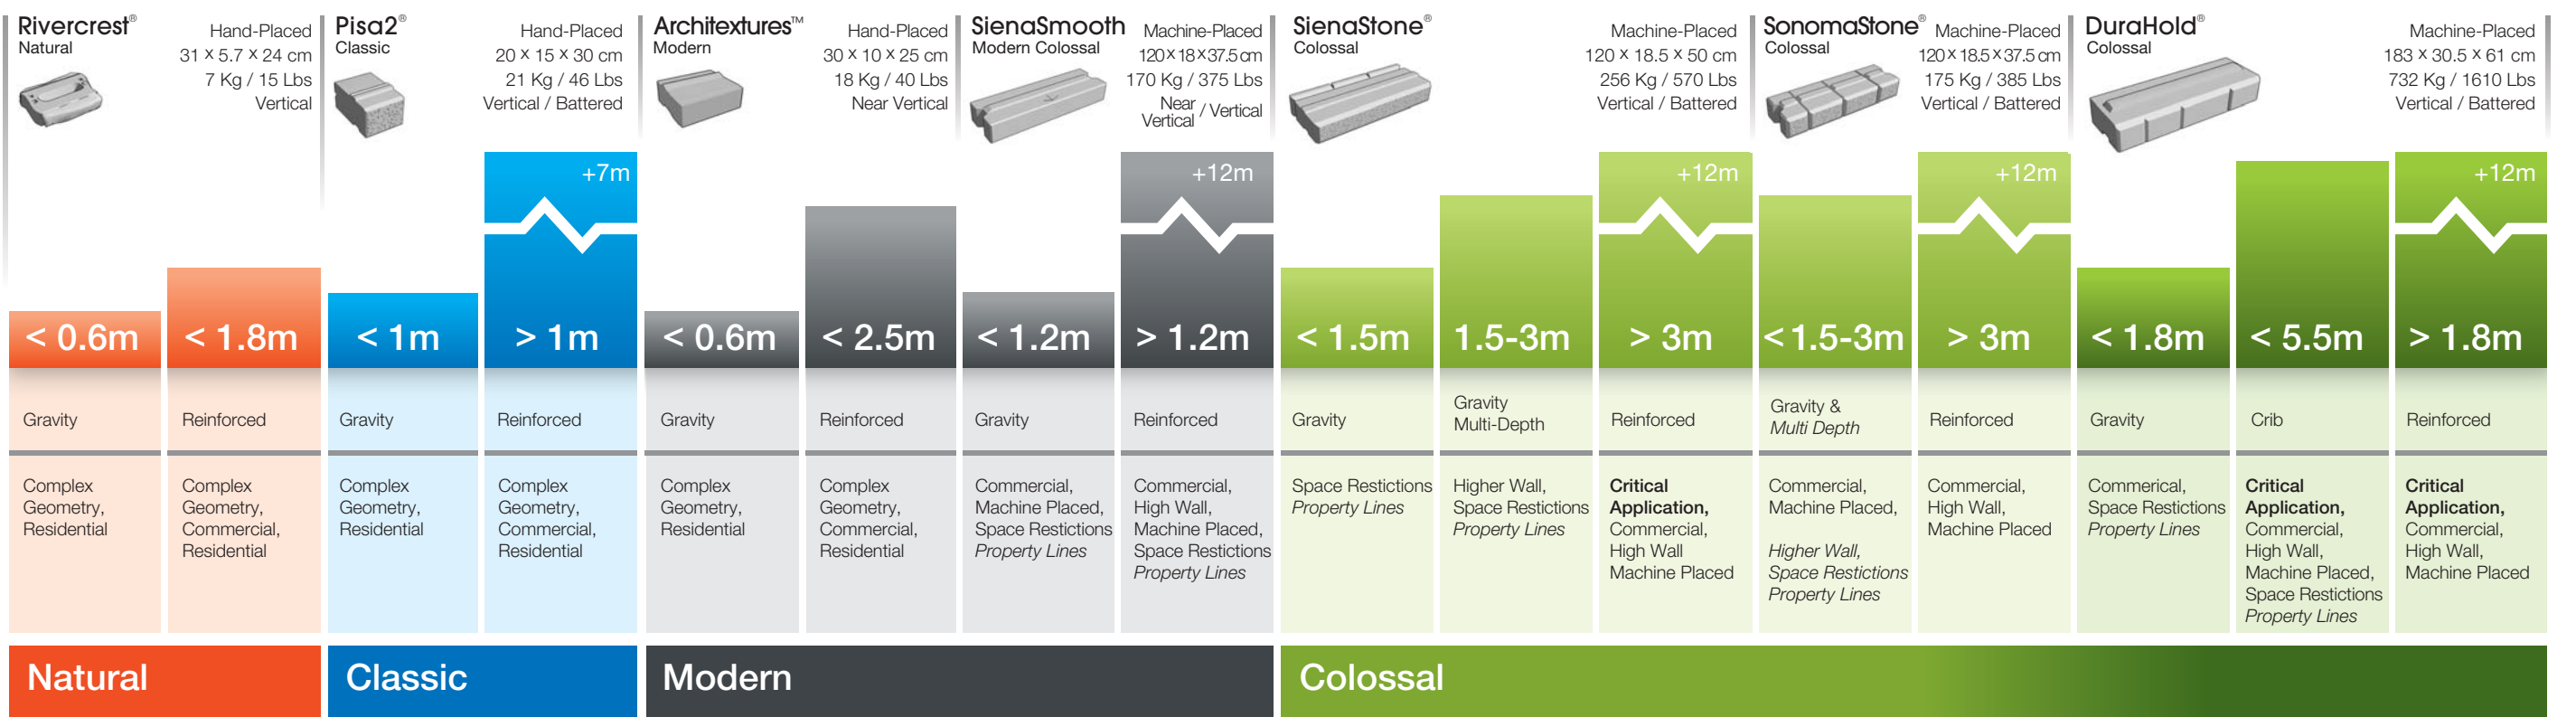 Rivercrest®
Natural
Hand-Placed
31 x 5.7 x 24 cm
7 Kg / 15 Lbs
Vertical
Pisa2®
Classic
Hand-Placed
20 x 15 x 30 cm
21 Kg / 46 Lbs
Vertical / Battered
Architextures™
Modern
Hand-Placed
30 x 10 x 25 cm
18 Kg / 40 Lbs
Near Vertical
SienaSmooth
Modern Colossal
Machine-Placed
120 x 18 x 37.5 cm
170 Kg / 375 Lbs
Near Vertical / Vertical
SienaStone®
Colossal
Machine-Placed
120 x 18.5 x 50 cm
256 Kg / 570 Lbs
Vertical / Battered
SonomaStone®
Colossal
Machine-Placed
120 x 18.5 x 37.5 cm
175 Kg / 385 Lbs
Vertical / Battered
DuraHold®
Colossal
Machine-Placed
183 x 30.5 x 61 cm
732 Kg / 1610 Lbs
Vertical / Battered
+7m
+12m
+12m
+12m
+12m
< 0.6m
< 1.8m
< 1m
> 1m
< 0.6m
< 2.5m
< 1.2m
> 1.2m
< 1.5m
1.5-3m
> 3m
< 1.5-3m
> 3m
< 1.8m
< 5.5m
> 1.8m
Gravity
Reinforced
Gravity
Reinforced
Gravity
Reinforced
Gravity
Reinforced
Gravity
Gravity
Multi-Depth
Reinforced
Gravity &
Multi Depth
Reinforced
Gravity
Crib
Reinforced
Complex
Geometry,
Residential
Complex
Geometry,
Commercial,
Residential
Complex
Geometry,
Residential
Complex
Geometry,
Commercial,
Residential
Complex
Geometry,
Residential
Complex
Geometry,
Commercial,
Residential
Commercial,
Machine Placed,
Space Restictions
Property Lines
Commercial,
High Wall,
Machine Placed,
Space Restictions
Property Lines
Space Restictions
Property Lines
Higher Wall,
Space Restictions
Property Lines
Critical
Application,
Commercial,
High Wall
Machine Placed
Commercial,
Machine Placed,
Higher Wall,
Space Restictions
Property Lines
Commercial,
High Wall,
Machine Placed
Commerical,
Space Restictions
Property Lines
Critical
Application,
Commercial,
High Wall,
Machine Placed,
Space Restictions
Property Lines
Critical
Application,
Commercial,
High Wall,
Machine Placed
Natural
Classic
Modern
Colossal